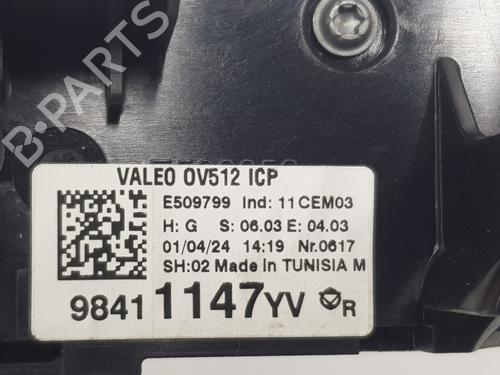 B-PARTS
VALEO OV512 ICP
E509799 Ind: 11CEM03
H: G S: 06.03 E: 04.03
01/04/24 14:19 Nr.0617
SH:02 Made In TUNISIA M
9841 1147YV R